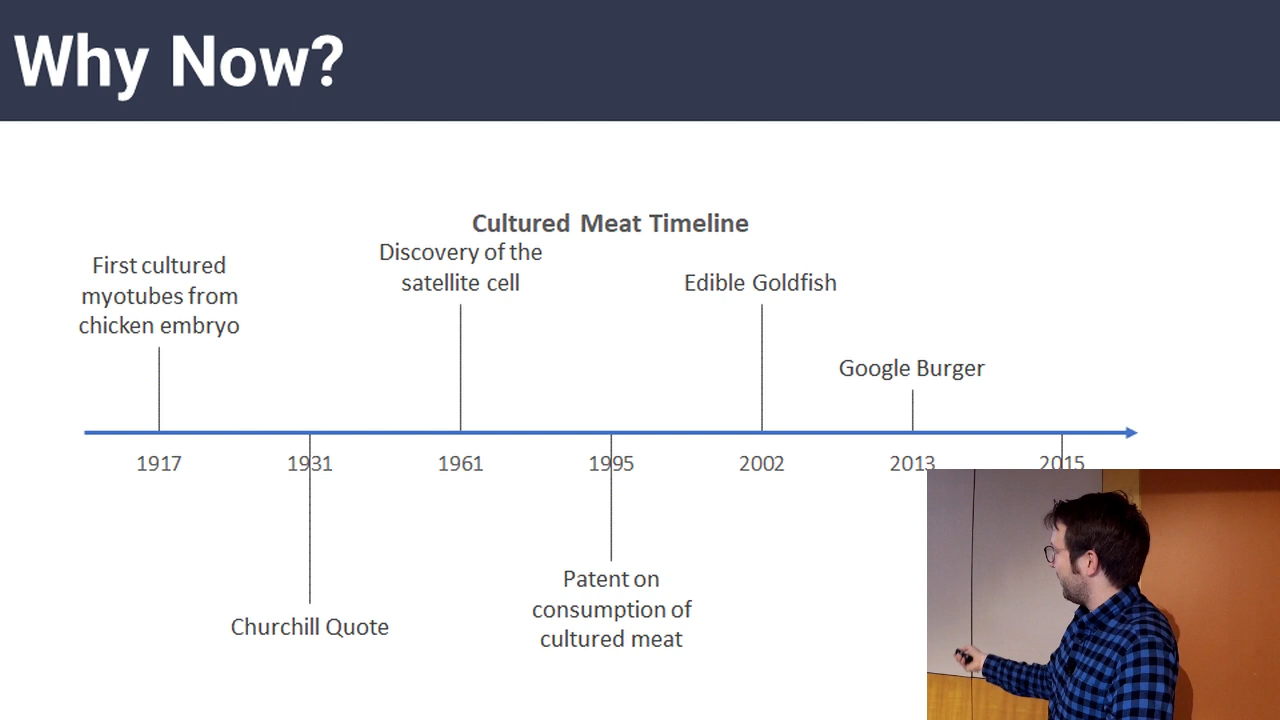 Why Now?
Cultured Meat Timeline
First cultured
myotubes from
chicken embryo
Discovery of the
satellite cell
Edible Goldfish
Google Burger
1917
1931
1961
1995
2002
2013
2015
Churchill Quote
Patent on
consumption of
cultured meat